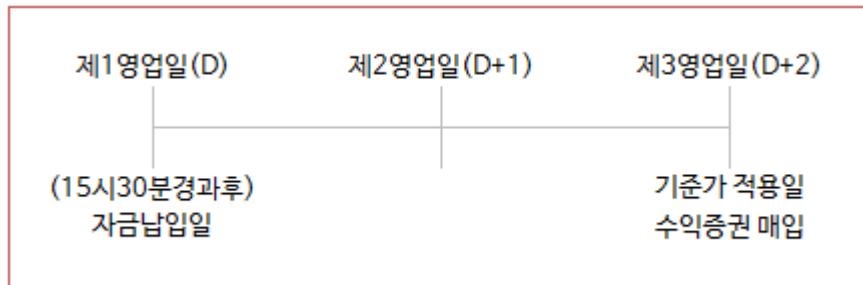 제1영업일(D)
제2영업일(D+1)
제3영업일(D+2)
(15시30분경과후)
자금납입일
기준가 적용일
수익증권 매입